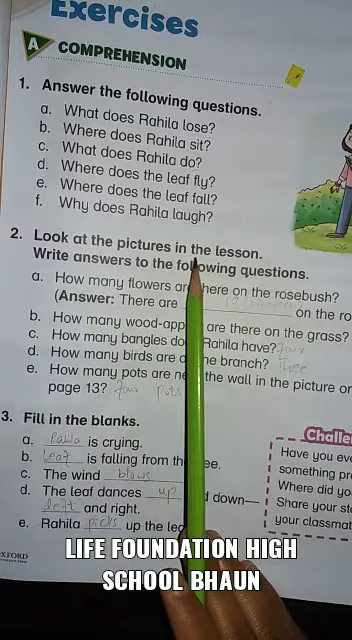 Exercises
A COMPREHENSION
1. Answer the following questions.
a. What does Rahila lose?
b. Where does Rahila sit?
c. What does Rahila do?
d. Where does the leaf fly?
e. Where does the leaf fall?
f. Why does Rahila laugh?
2. Look at the pictures in the lesson.
Write answers to the following questions.
a. How many flowers ar here on the rosebush?
(Answer: There are on the ro
b. How many wood-app are there on the grass?
c. How many bangles do Rahila have? four
d. How many birds are o he branch? Three
e. How many pots are ne the wall in the picture or
page 13? four pots
3. Fill in the blanks.
a. Rahila is crying.
b. Leaf is falling from th ee.
c. The wind blows
d. The leaf dances up d down—
left and right.
e. Rahila picks up the lea
Challe
Have you eve
something pr
Where did yo
Share your st
your classmat
OXFORD
LIFE FOUNDATION HIGH
SCHOOL BHAUN